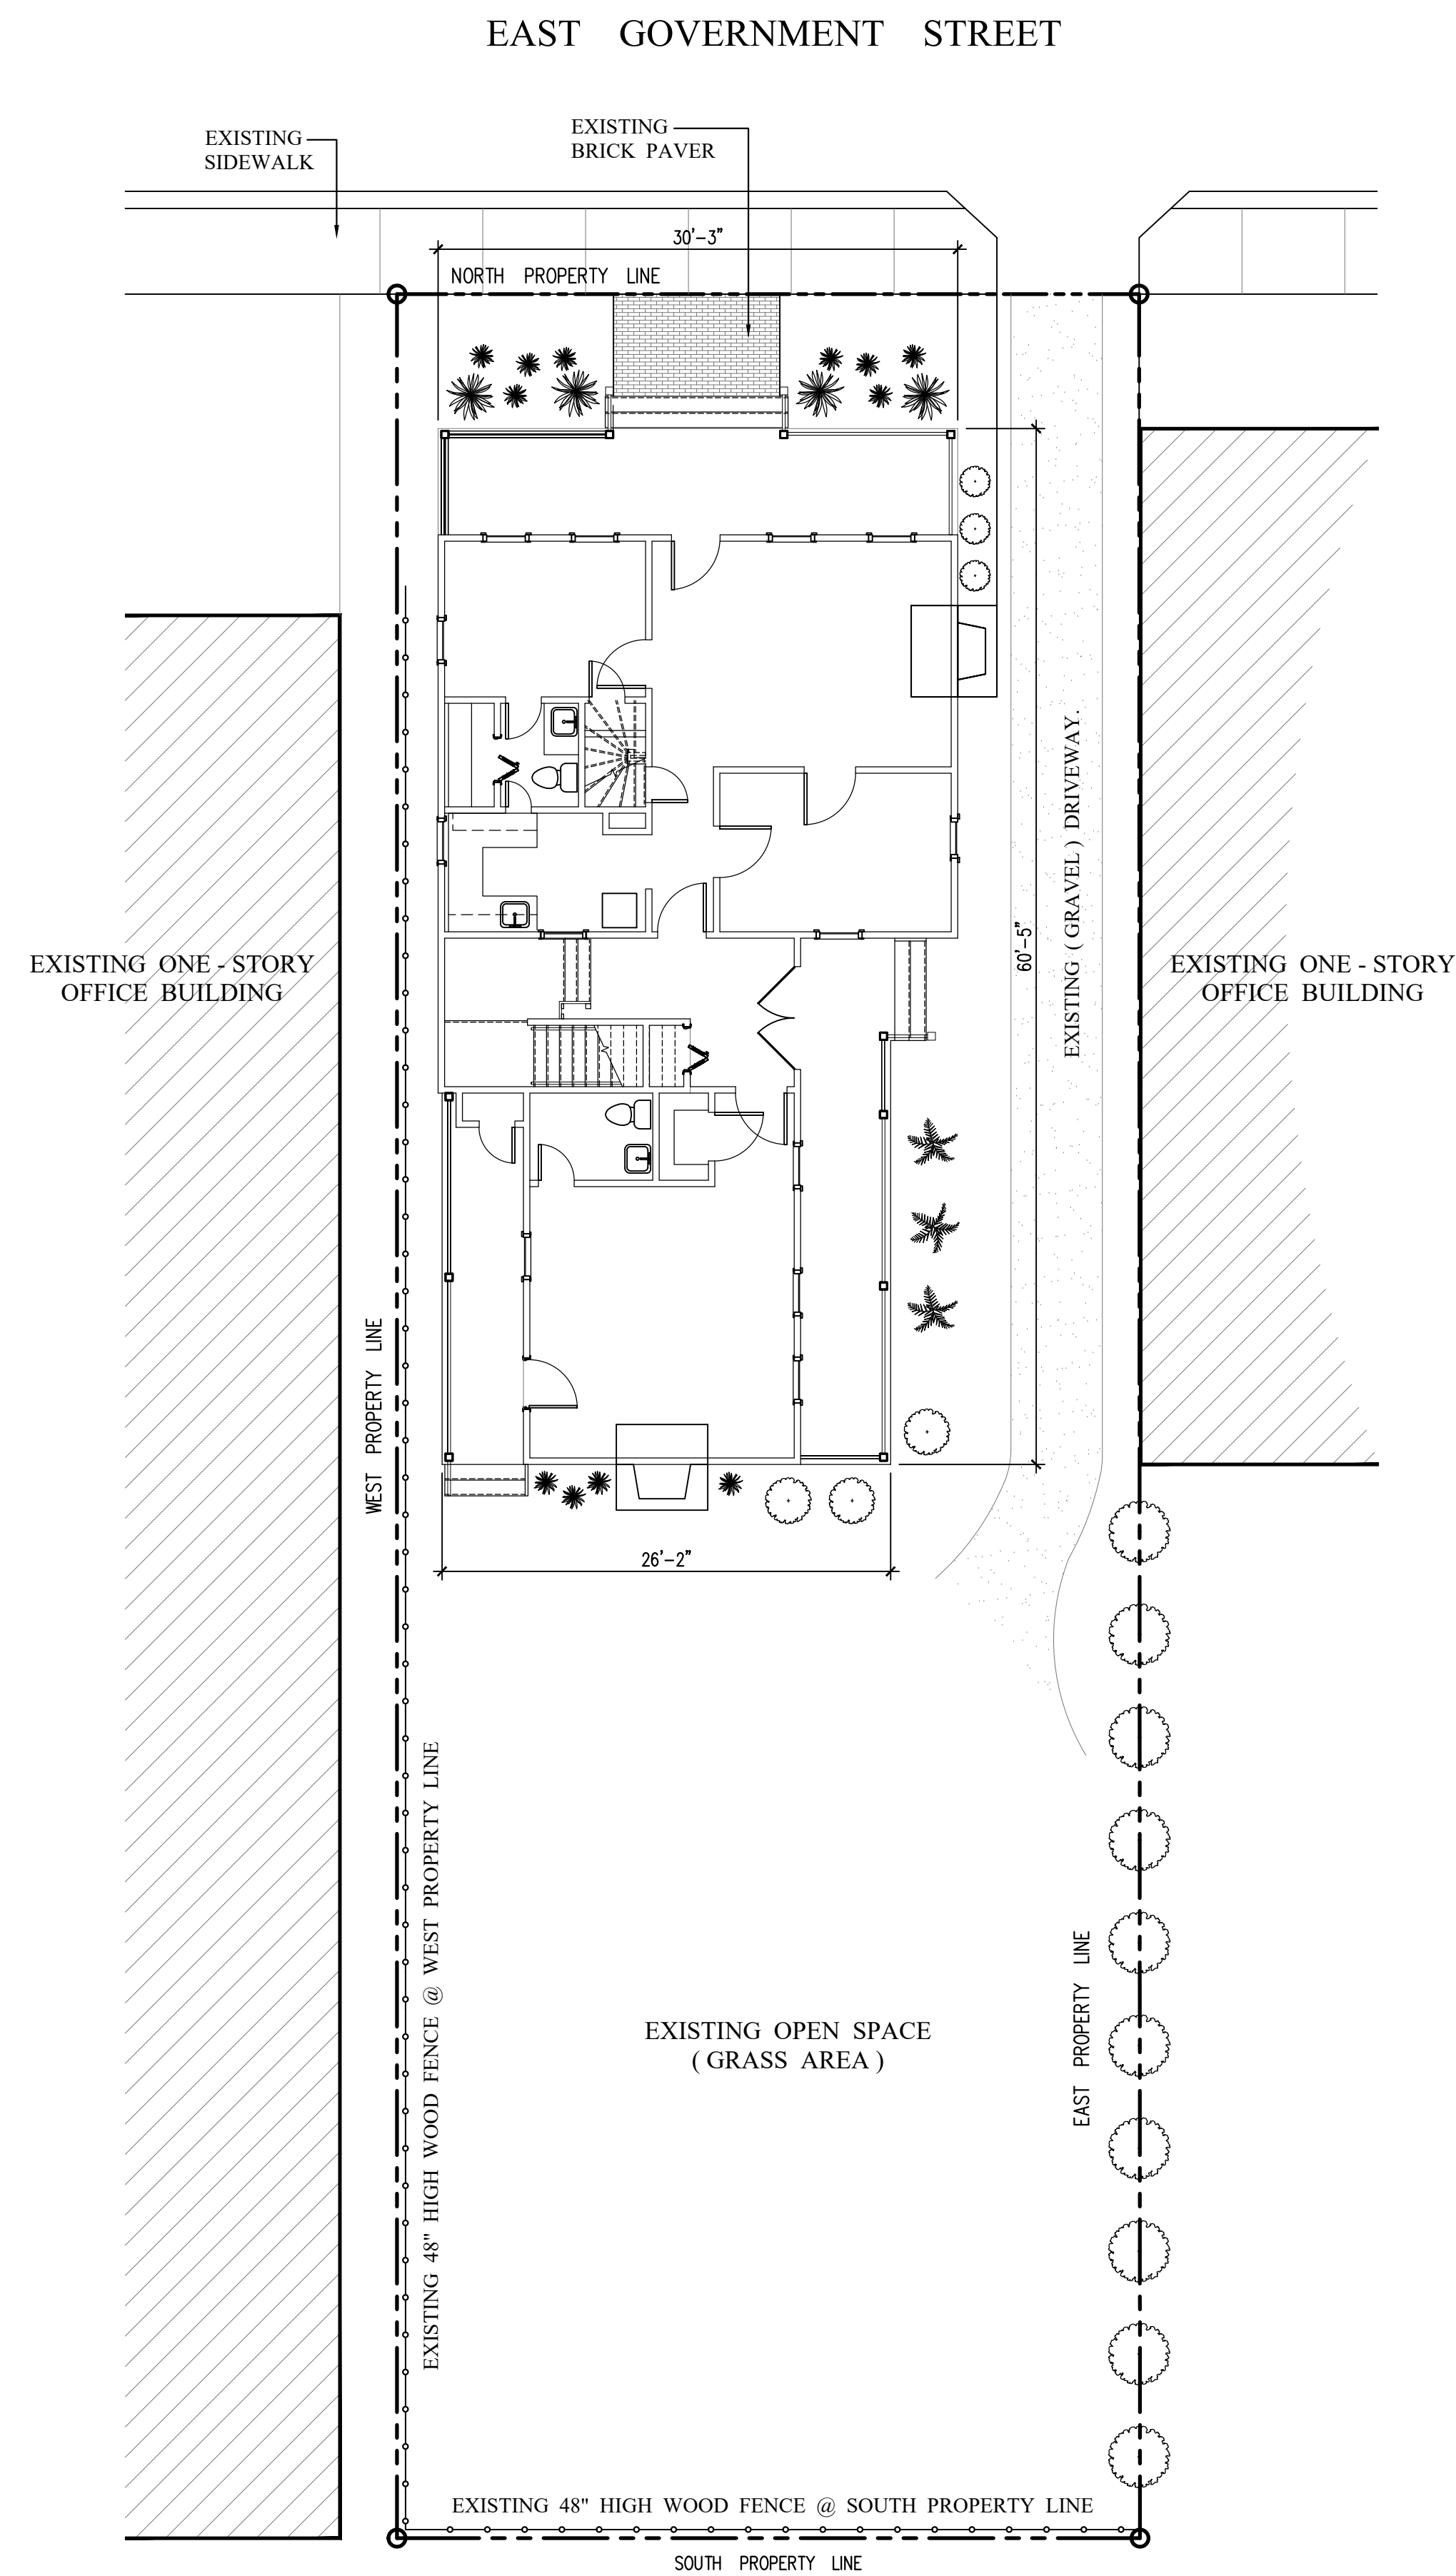 EAST GOVERNMENT STREET
EXISTING
SIDEWALK
EXISTING
BRICK PAVER
30'-3"
NORTH PROPERTY LINE
EXISTING ( GRAVEL ) DRIVEWAY.
60'-5"
EXISTING ONE - STORY
OFFICE BUILDING
EXISTING ONE - STORY
OFFICE BUILDING
WEST PROPERTY LINE
26'-2"
EXISTING 48" HIGH WOOD FENCE @ WEST PROPERTY LINE
EAST PROPERTY LINE
EXISTING OPEN SPACE
( GRASS AREA )
EXISTING 48" HIGH WOOD FENCE @ SOUTH PROPERTY LINE
SOUTH PROPERTY LINE